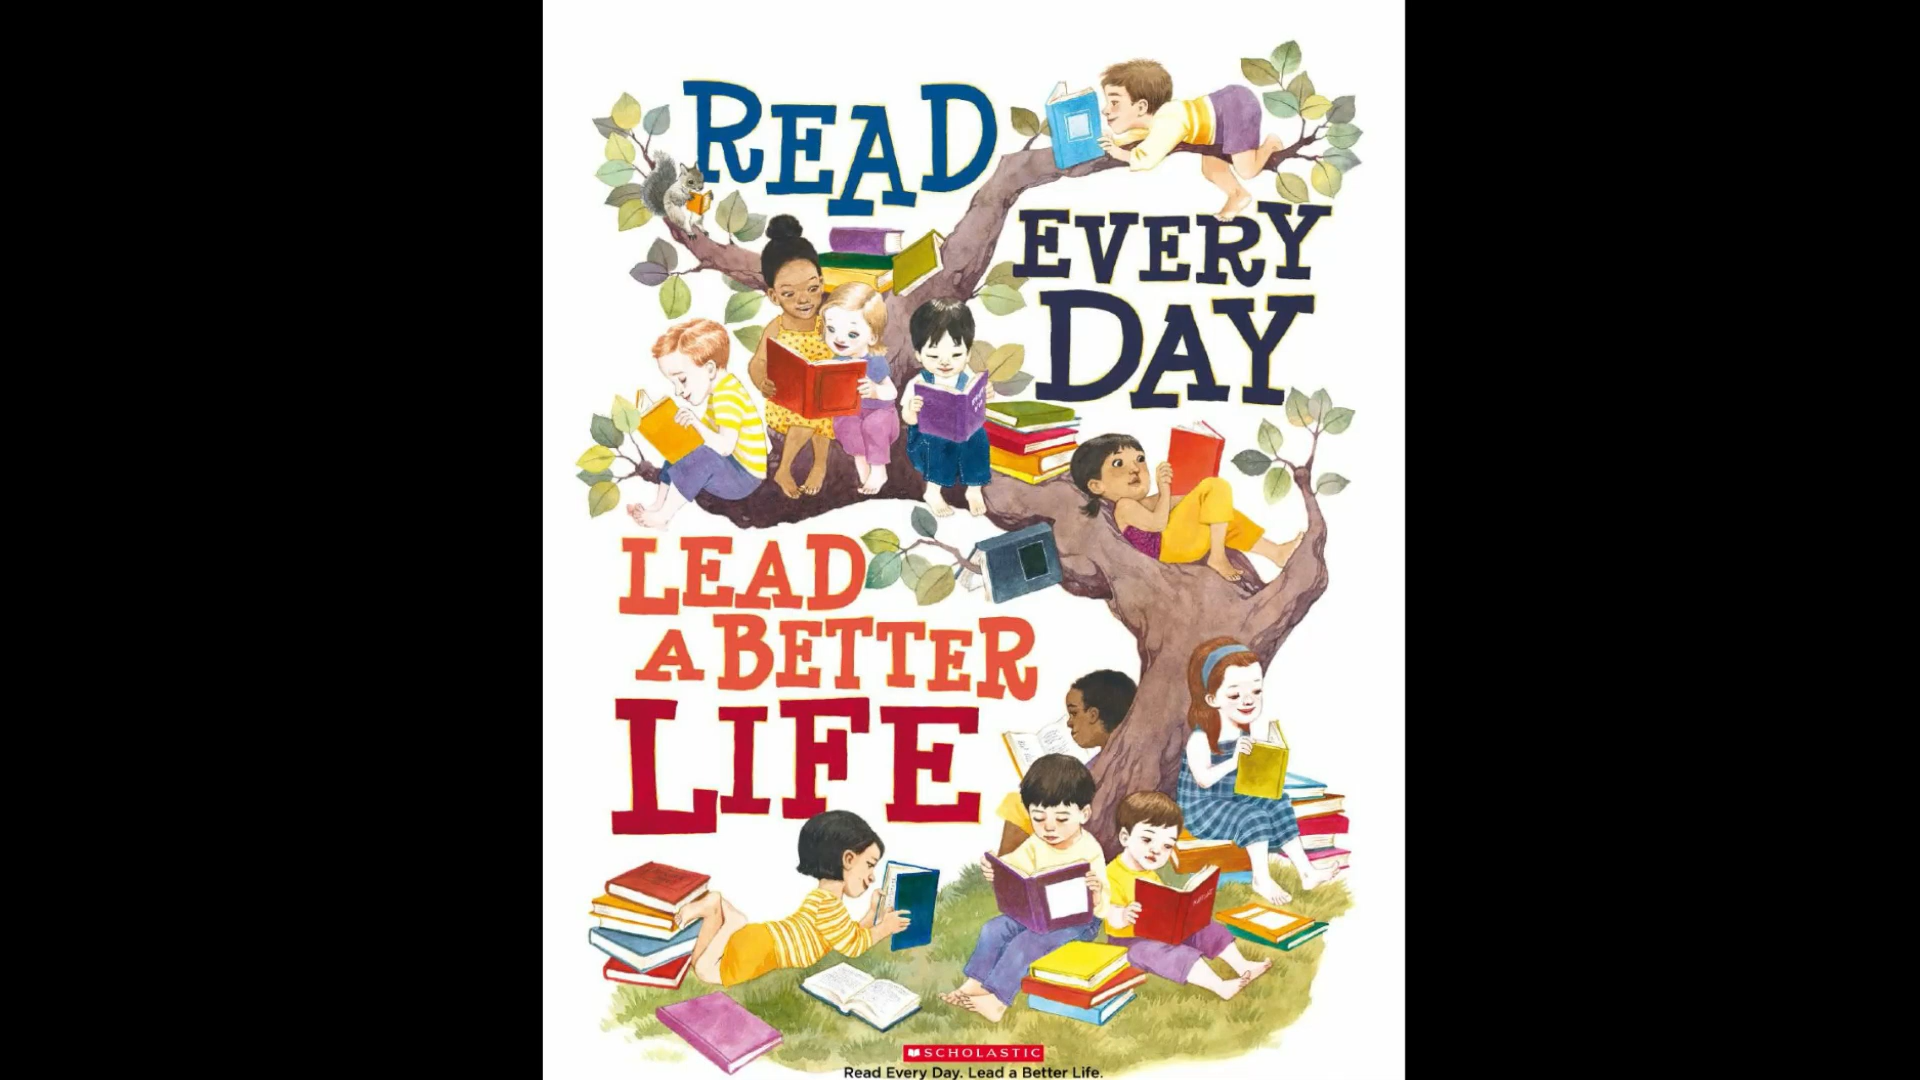 READ
EVERY
DAY
LEAD
A BETTER
LIFE
SCHOLASTIC
Read Every Day. Lead a Better Life.